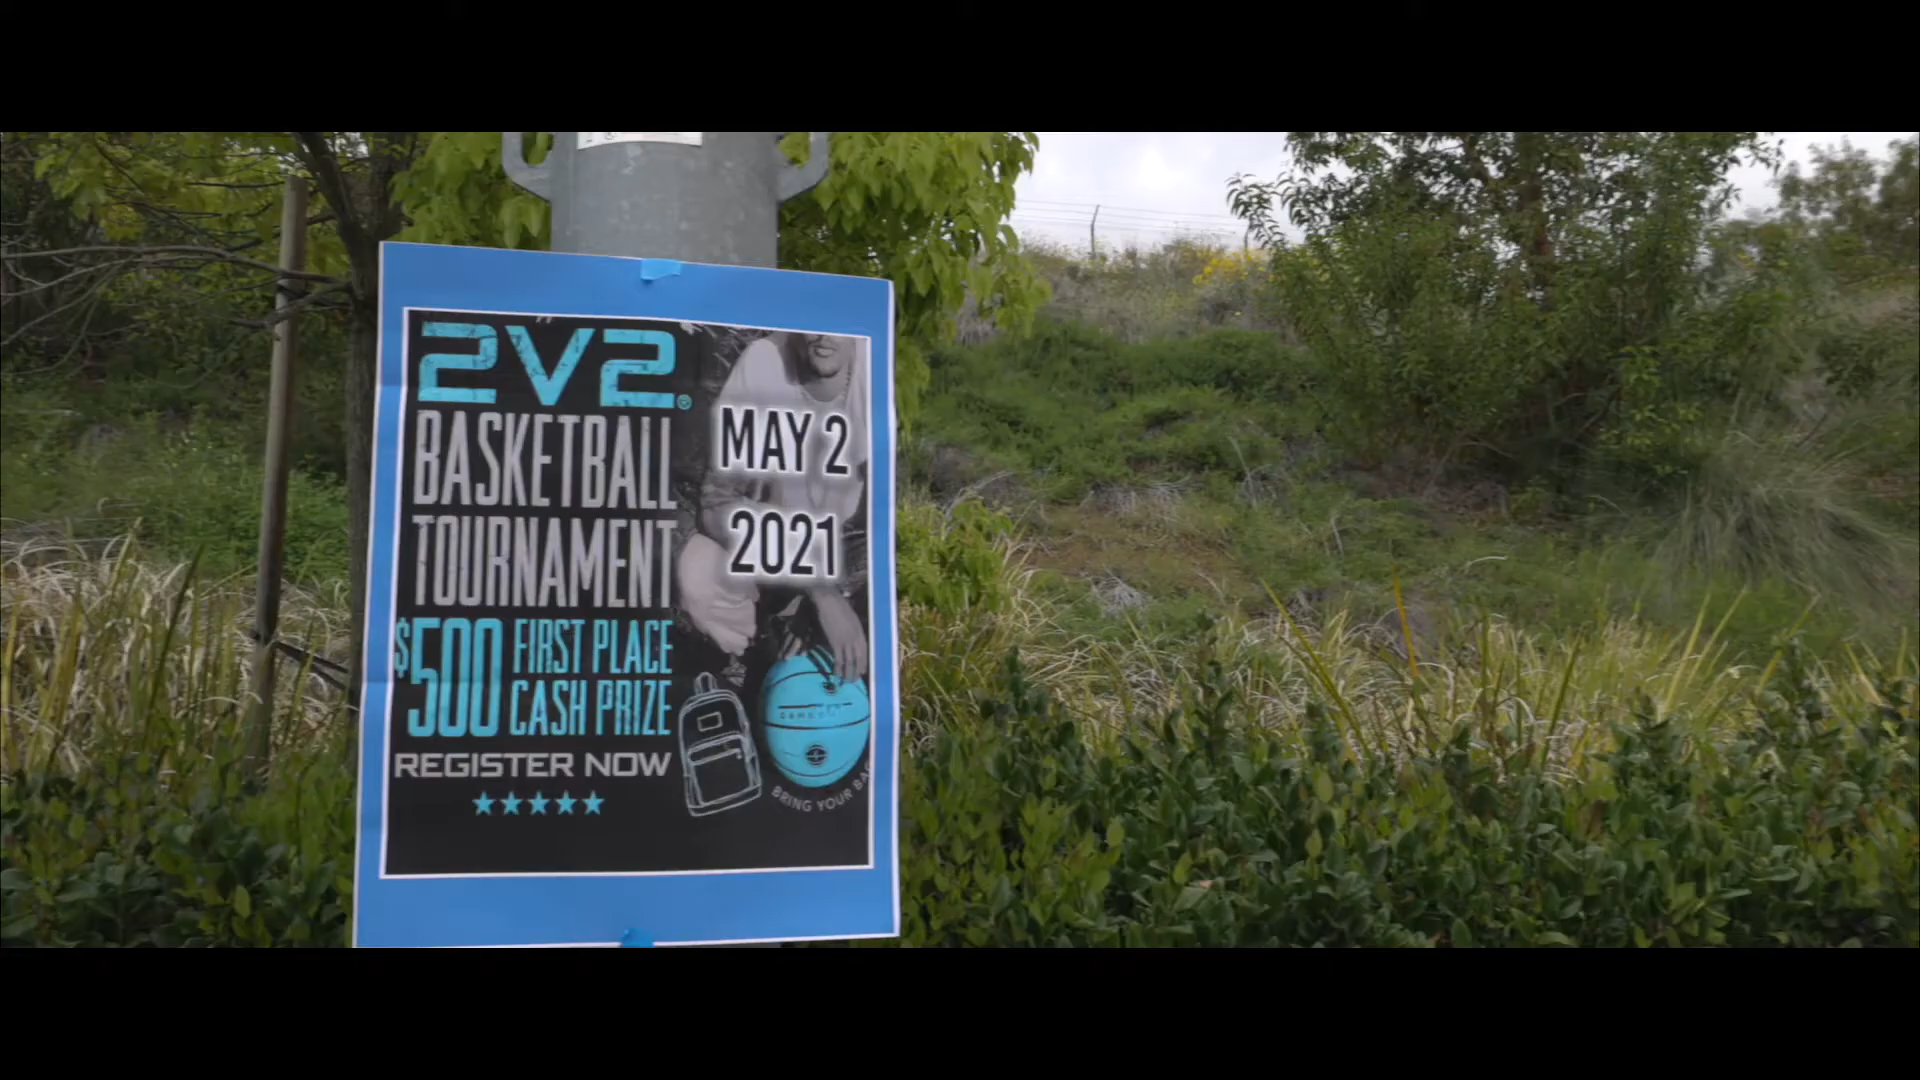 2V2
BASKETBALL
TOURNAMENT
$500 FIRST PLACE
CASH PRIZE
REGISTER NOW
MAY 2
2021
BRING YOUR